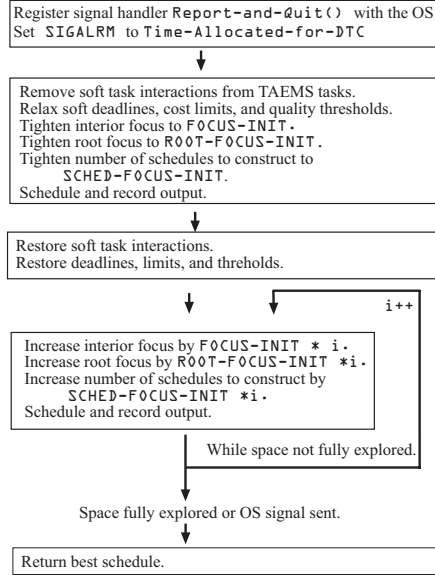 Register signal handler Report-and-Quit() with the OS
Set SIGALRM to Time-Allocated-for-DTC
Remove soft task interactions from TAEMS tasks.
Relax soft deadlines, cost limits, and quality thresholds.
Tighten interior focus to FOCUS-INIT.
Tighten root focus to ROOT-FOCUS-INIT.
Tighten number of schedules to construct to
SCHED-FOCUS-INIT.
Schedule and record output.
Restore soft task interactions.
Restore deadlines, limits, and threholds.
i++
Increase interior focus by FOCUS-INIT * i.
Increase root focus by ROOT-FOCUS-INIT *i.
Increase number of schedules to construct by
SCHED-FOCUS-INIT *i.
Schedule and record output.
While space not fully explored.
Space fully explored or OS signal sent.
Return best schedule.